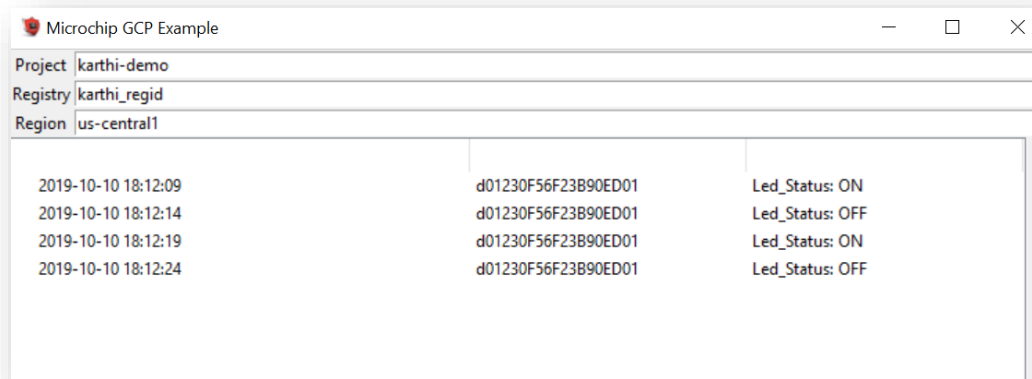 Microchip GCP Example
Project karthi-demo
Registry karthi_regid
Region us-central1
2019-10-10 18:12:09 d01230F56F23B90ED01 Led_Status: ON
2019-10-10 18:12:14 d01230F56F23B90ED01 Led_Status: OFF
2019-10-10 18:12:19 d01230F56F23B90ED01 Led_Status: ON
2019-10-10 18:12:24 d01230F56F23B90ED01 Led_Status: OFF